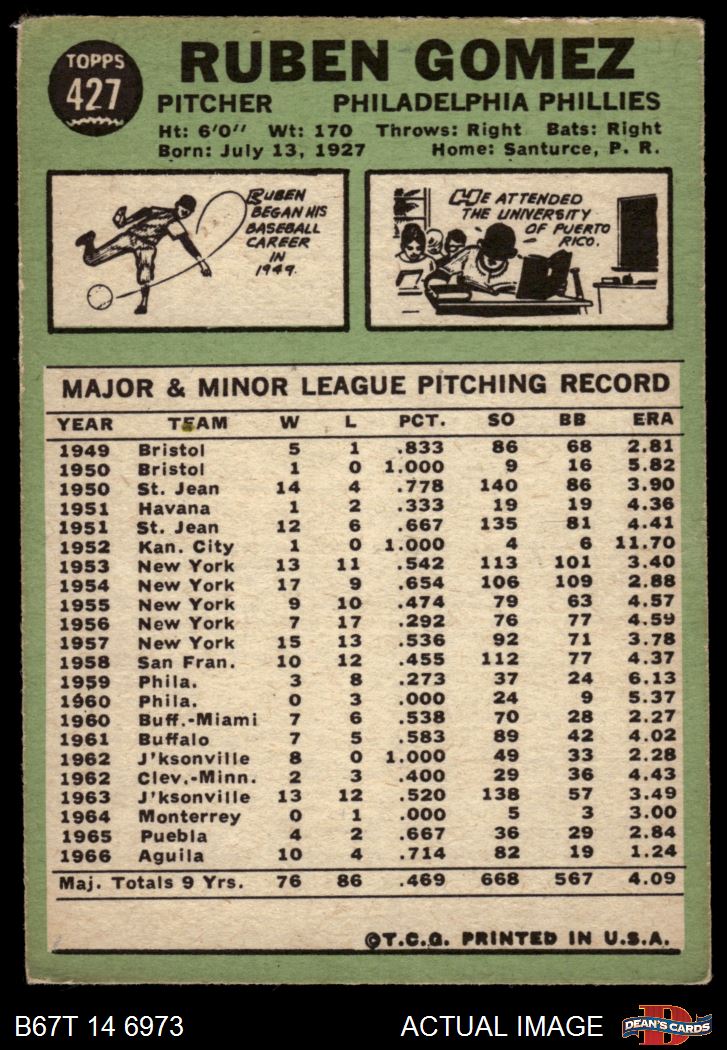 TOPPS
427
RUBEN GOMEZ
PITCHER PHILADELPHIA PHILLIES
Ht: 6'0" Wt: 170 Throws: Right Bats: Right
Born: July 13, 1927 Home: Santurce, P. R.
RUBEN
BEGAN HIS
BASEBALL
CAREER
IN
1949.
HE ATTENDED
THE UNIVERSITY
OF PUERTO
RICO.
MAJOR & MINOR LEAGUE PITCHING RECORD
YEAR TEAM W L PCT. SO BB ERA
1949 Bristol 5 1 .833 86 68 2.81
1950 Bristol 1 0 1.000 9 16 5.82
1950 St. Jean 14 4 .778 140 86 3.90
1951 Havana 1 2 .333 19 19 4.36
1951 St. Jean 12 6 .667 135 81 4.41
1952 Kan. City 1 0 1.000 4 6 11.70
1953 New York 13 11 .542 113 101 3.40
1954 New York 17 9 .654 106 109 2.88
1955 New York 9 10 .474 79 63 4.57
1956 New York 7 17 .292 76 77 4.59
1957 New York 15 13 .536 92 71 3.78
1958 San Fran. 10 12 .455 112 77 4.37
1959 Phila. 3 8 .273 37 24 6.13
1960 Phila. 0 3 .000 24 9 5.37
1960 Buff.-Miami 7 6 .538 70 28 2.27
1961 Buffalo 7 5 .583 89 42 4.02
1962 J'ksonville 8 0 1.000 49 33 2.28
1962 Clev.-Minn. 2 3 .400 29 36 4.43
1963 J'ksonville 13 12 .520 138 57 3.49
1964 Monterrey 0 1 .000 5 3 3.00
1965 Puebla 4 2 .667 36 29 2.84
1966 Aguila 10 4 .714 82 19 1.24
Maj. Totals 9 Yrs. 76 86 .469 668 567 4.09
©T.C.G. PRINTED IN U.S.A.
B67T 14 6973 ACTUAL IMAGE
D
DEAN'S CARDS